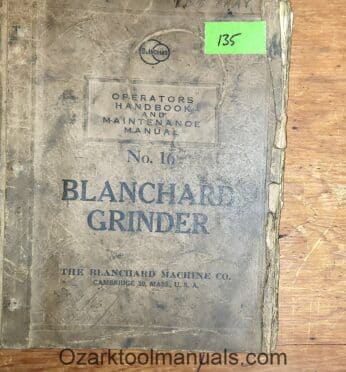 135
BLANCHARD
OPERATORS
HANDBOOK
AND
MAINTENANCE
MANUAL
No. 16
BLANCHARD
GRINDER
THE BLANCHARD MACHINE CO.
CAMBRIDGE 39, MASS., U. S. A.
Ozarktoolmanuals.com